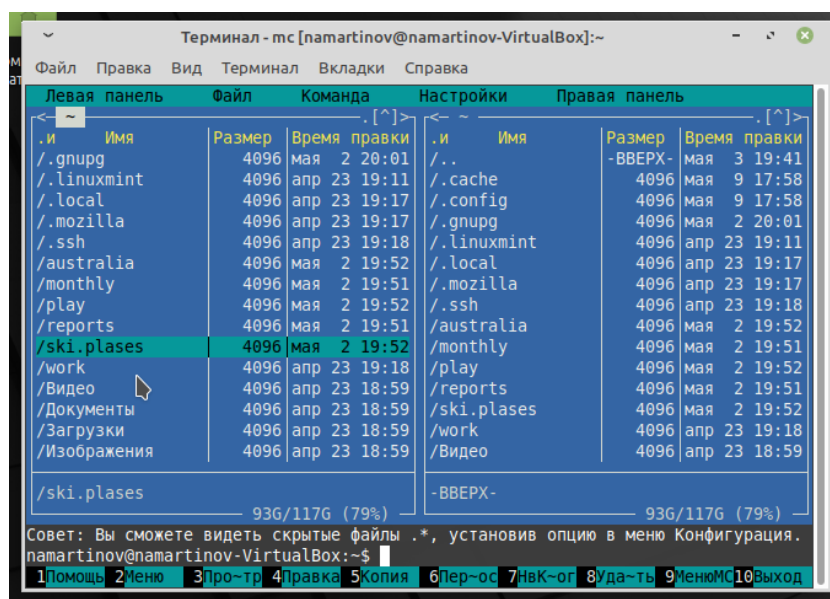 Терминал - mc [namartinov@namartinov-VirtualBox]:~
Файл Правка Вид Терминал Вкладки Справка
Левая панель Файл Команда Настройки Правая панель
<— ~ .[^]> <— ~ .[^]>
.и Имя Размер Время правки .и Имя Размер Время правки
/.gnupg 4096 мая 2 20:01 /.. -ВВЕРХ- мая 3 19:41
/.linuxmint 4096 апр 23 19:11 /.cache 4096 мая 9 17:58
/.local 4096 апр 23 19:17 /.config 4096 мая 9 17:58
/.mozilla 4096 апр 23 19:17 /.gnupg 4096 мая 2 20:01
/.ssh 4096 апр 23 19:18 /.linuxmint 4096 апр 23 19:11
/australia 4096 мая 2 19:52 /.local 4096 апр 23 19:17
/monthly 4096 мая 2 19:51 /.mozilla 4096 апр 23 19:17
/play 4096 мая 2 19:52 /.ssh 4096 апр 23 19:18
/reports 4096 мая 2 19:51 /australia 4096 мая 2 19:52
/ski.plases 4096 мая 2 19:52 /monthly 4096 мая 2 19:51
/work 4096 апр 23 19:18 /play 4096 мая 2 19:52
/Видео 4096 апр 23 18:59 /reports 4096 мая 2 19:51
/Документы 4096 апр 23 18:59 /ski.plases 4096 мая 2 19:52
/Загрузки 4096 апр 23 18:59 /work 4096 апр 23 19:18
/Изображения 4096 апр 23 18:59 /Видео 4096 апр 23 18:59
/ski.plases -ВВЕРХ-
93G/117G (79%) 93G/117G (79%)
Совет: Вы сможете видеть скрытые файлы .*, установив опцию в меню Конфигурация.
namartinov@namartinov-VirtualBox:~$
1Помощь 2Меню 3Про~тр 4Правка 5Копия 6Пер~ос 7НвК~ог 8Уда~ть 9МенюMC 10Выход